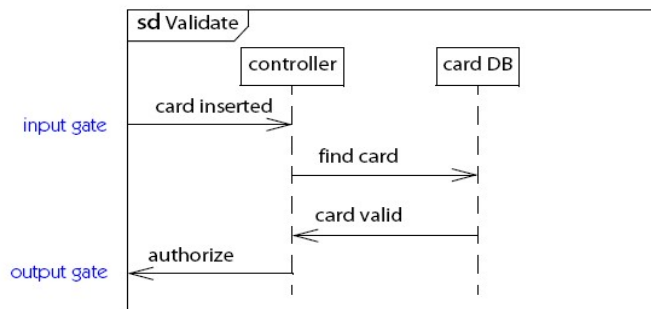 sd Validate
controller
card DB
card inserted
input gate
find card
card valid
authorize
output gate